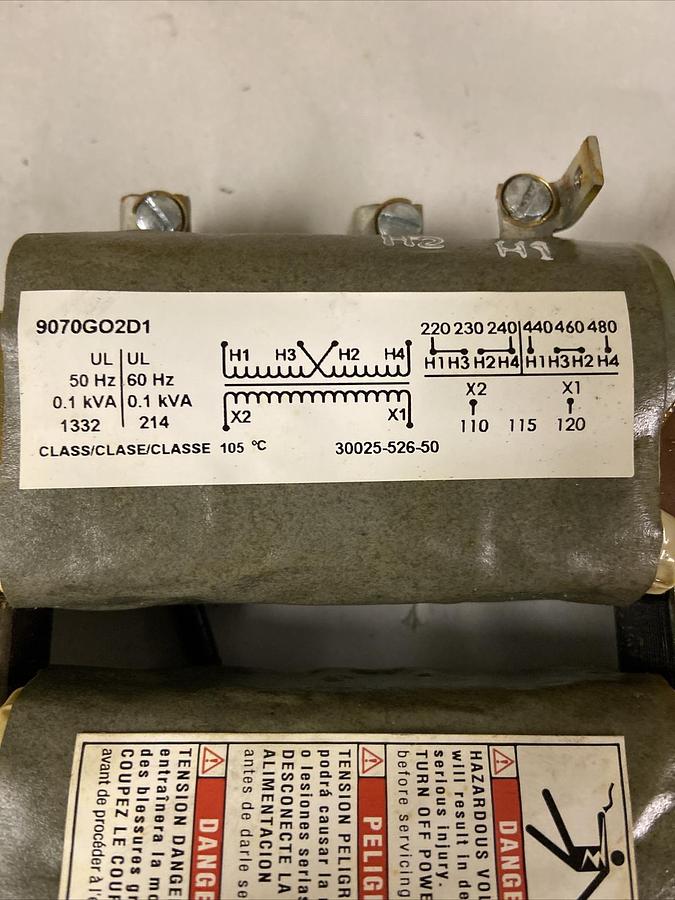 H2 H1
9070GO2D1
UL | UL
50 Hz | 60 Hz
0.1 kVA | 0.1 kVA
1332 | 214
CLASS/CLASE/CLASSE 105 °C
H1 H3 H2 H4
X2 X1
30025-526-50
220 230 240 440 460 480
H1 H3 H2 H4 H1 H3 H2 H4
X2 X1
110 115 120
HAZARDOUS VOL
will result in de
serious injury.
TURN OFF POWE
before servicing
DANGE
TENSION PELIGR
podrá causar la
o lesiones serias
DESCONECTE LA
ALIMENTACION
antes de darle se
PELIG
TENSION DANGE
entraînera la mo
des blessures gr
COUPEZ LE COUR
avant de procéder à l'e
DANGE